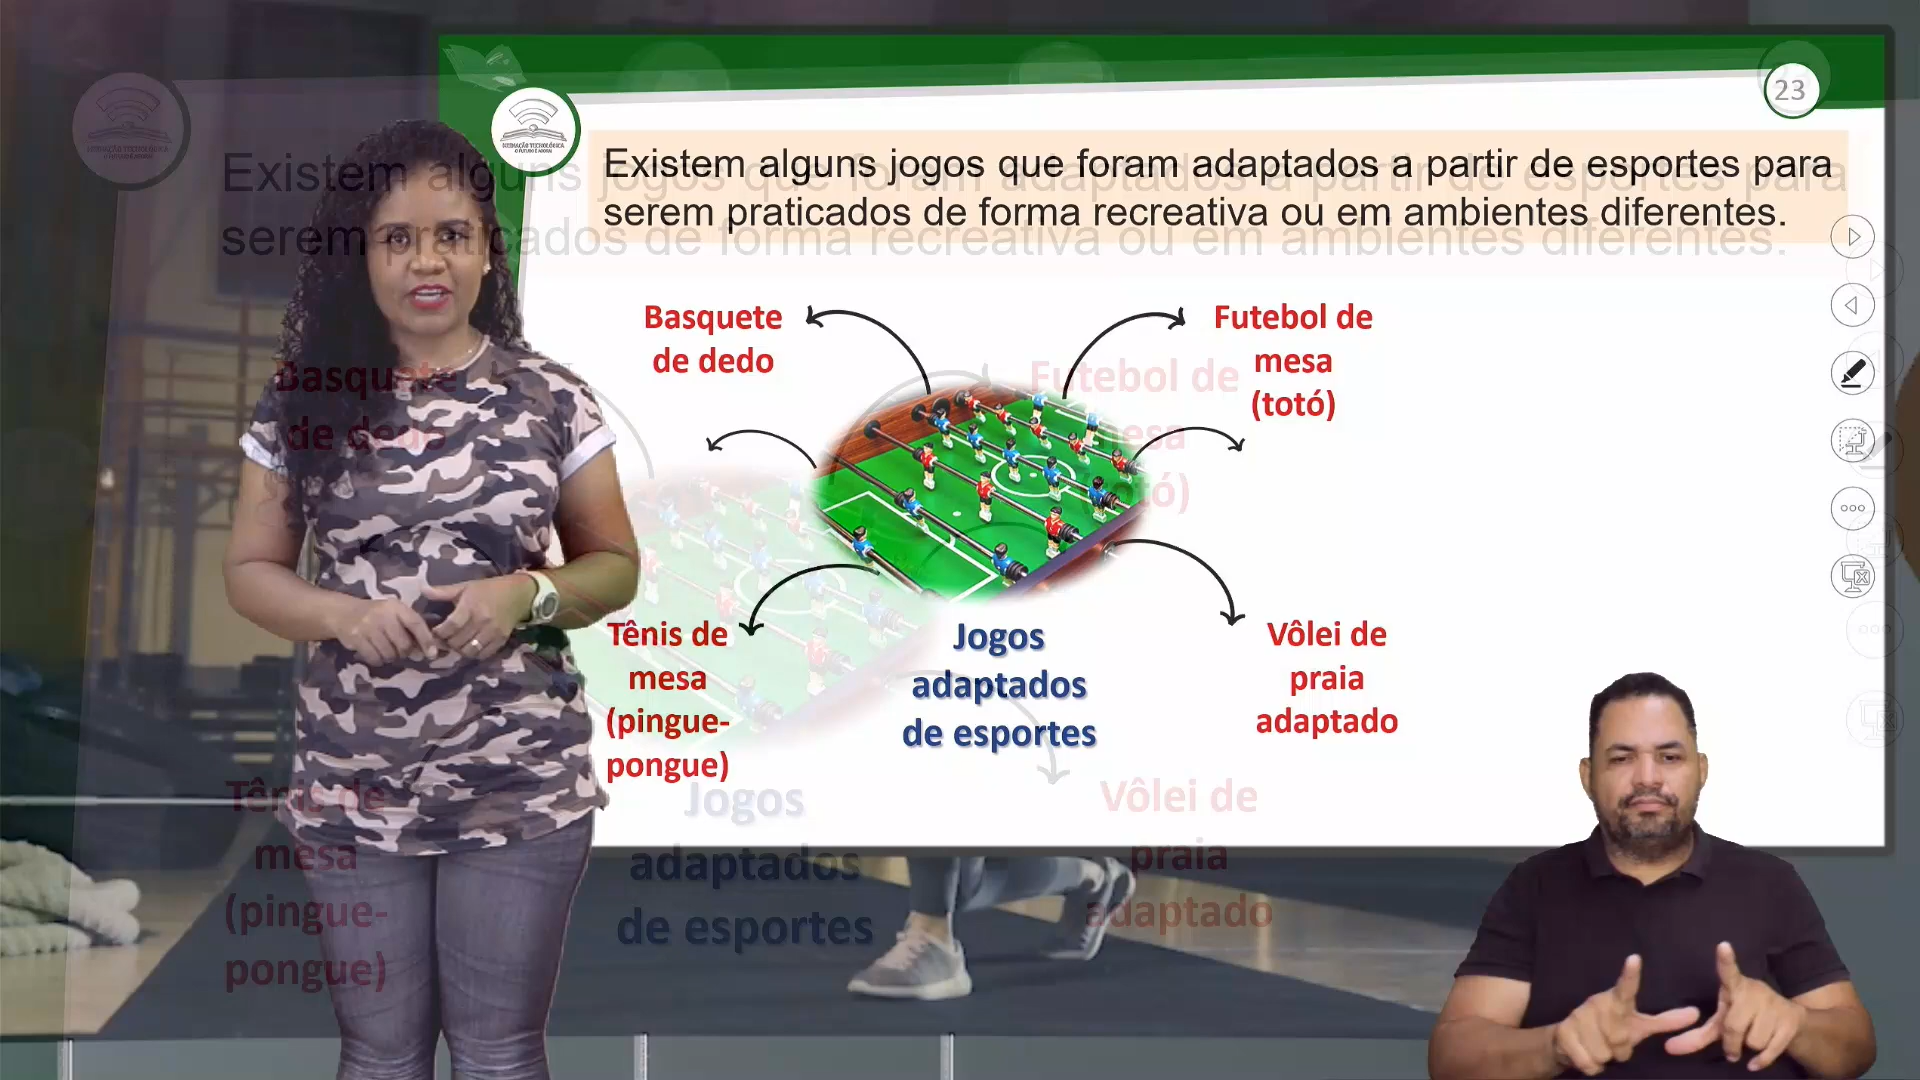 23
Existem alguns jogos que foram adaptados a partir de esportes para
serem praticados de forma recreativa ou em ambientes diferentes.
Basquete
de dedo
Futebol de
mesa
(totó)
Tênis de
mesa
(pingue-
pongue)
Jogos
adaptados
de esportes
Vôlei de
praia
adaptado